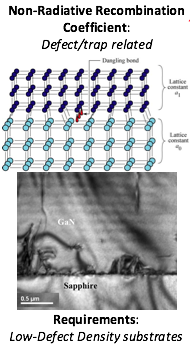 Non-Radiative Recombination
Coefficient:
Defect/trap related
Dangling bond
Lattice
constant
a₁
Lattice
constant
a₀
GaN
Sapphire
0.5 µm
Requirements:
Low-Defect Density substrates